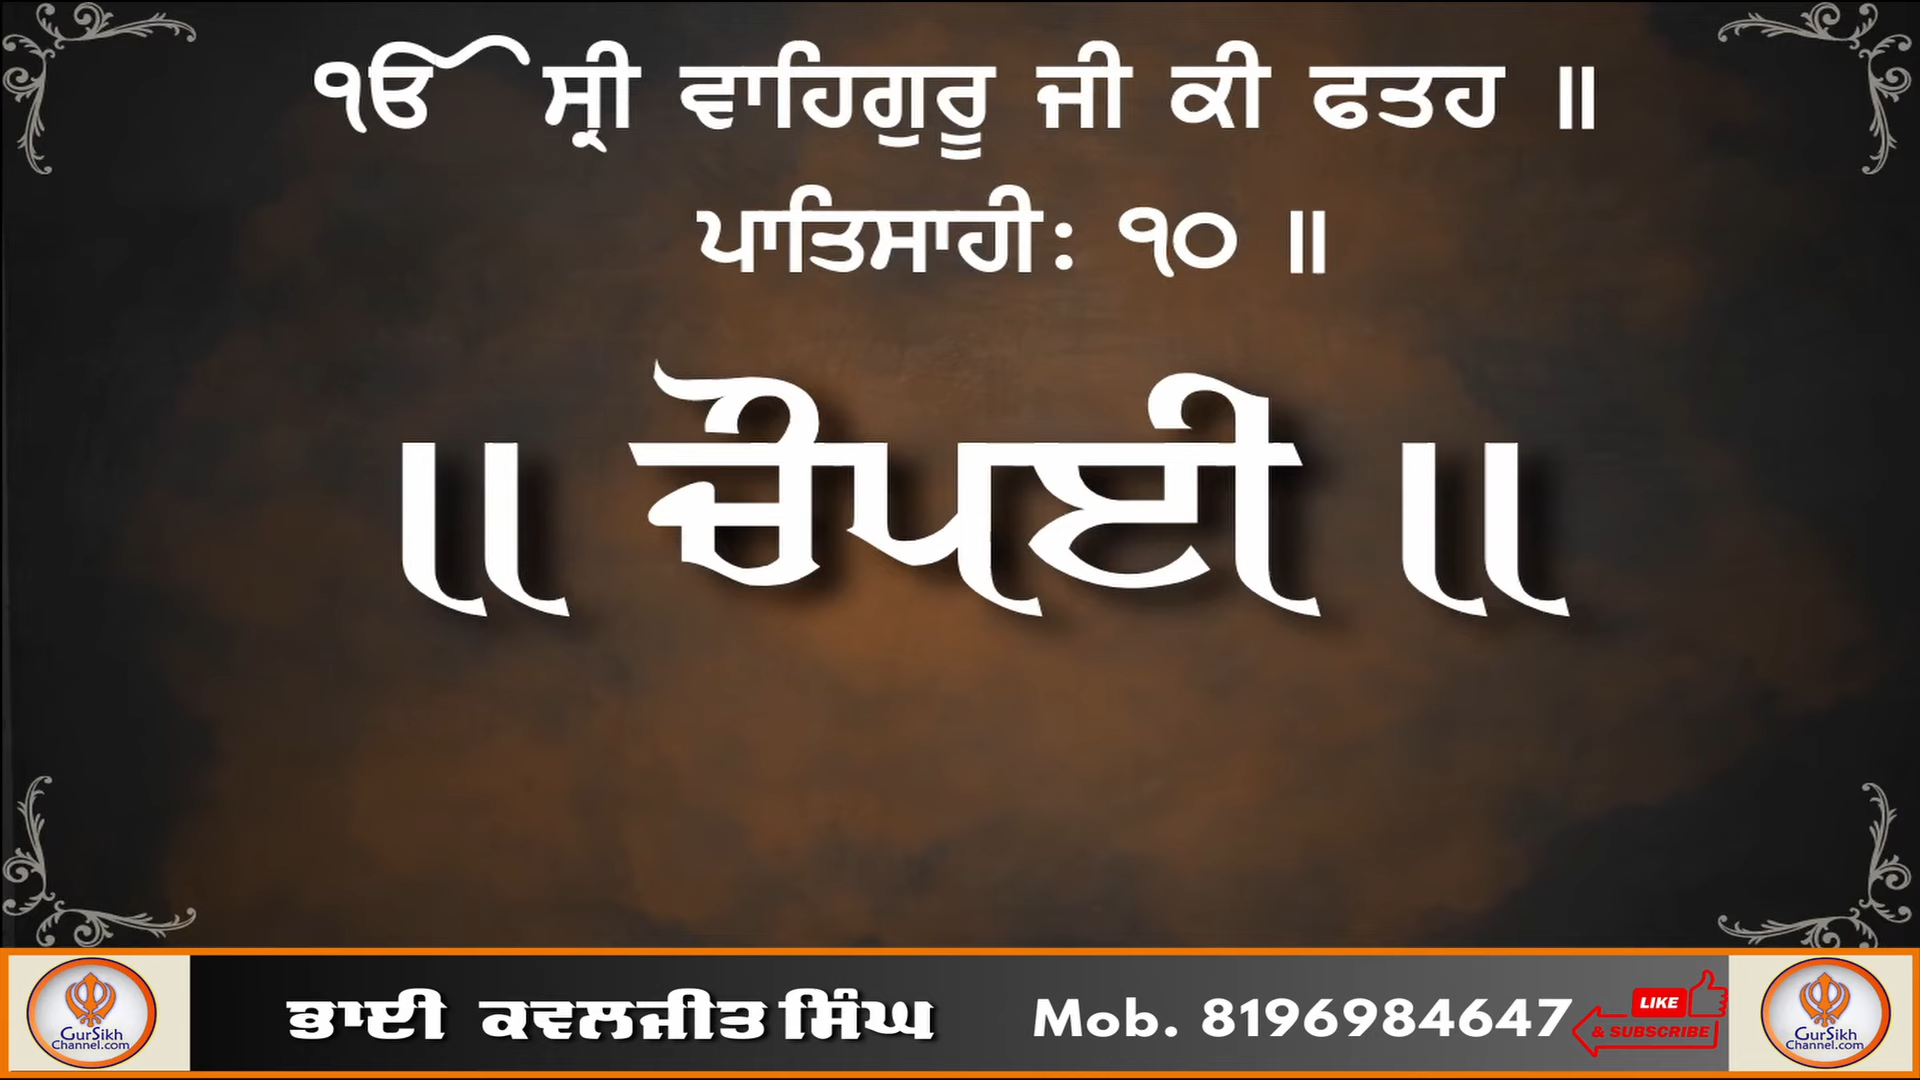 ੴ ਸ੍ਰੀ ਵਾਹਿਗੁਰੂ ਜੀ ਕੀ ਫਤਹ ॥
ਪਾਤਿਸਾਹੀ: ੧੦ ॥
॥ ਚੌਪਈ ॥
GurSikh
Channel.com
ਭਾਈ ਕਵਲਜੀਤ ਸਿੰਘ
Mob. 8196984647
LIKE
& SUBSCRIBE
GurSikh
Channel.com